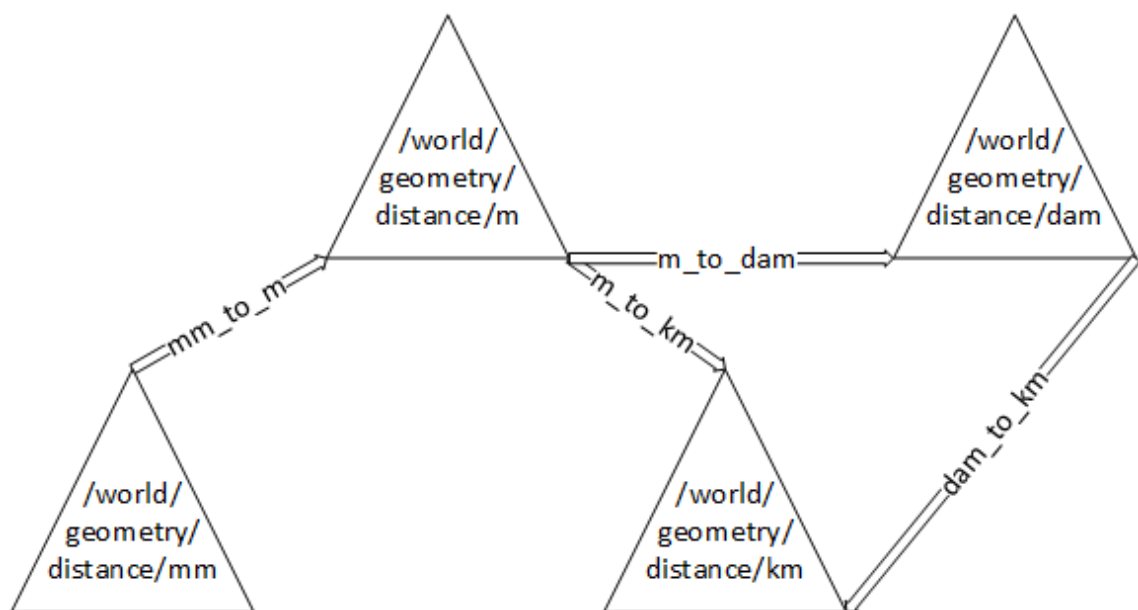 /world/
geometry/
distance/m
/world/
geometry/
distance/dam
m_to_dam
mm_to_m
m_to_km
dam_to_km
/world/
geometry/
distance/mm
/world/
geometry/
distance/km